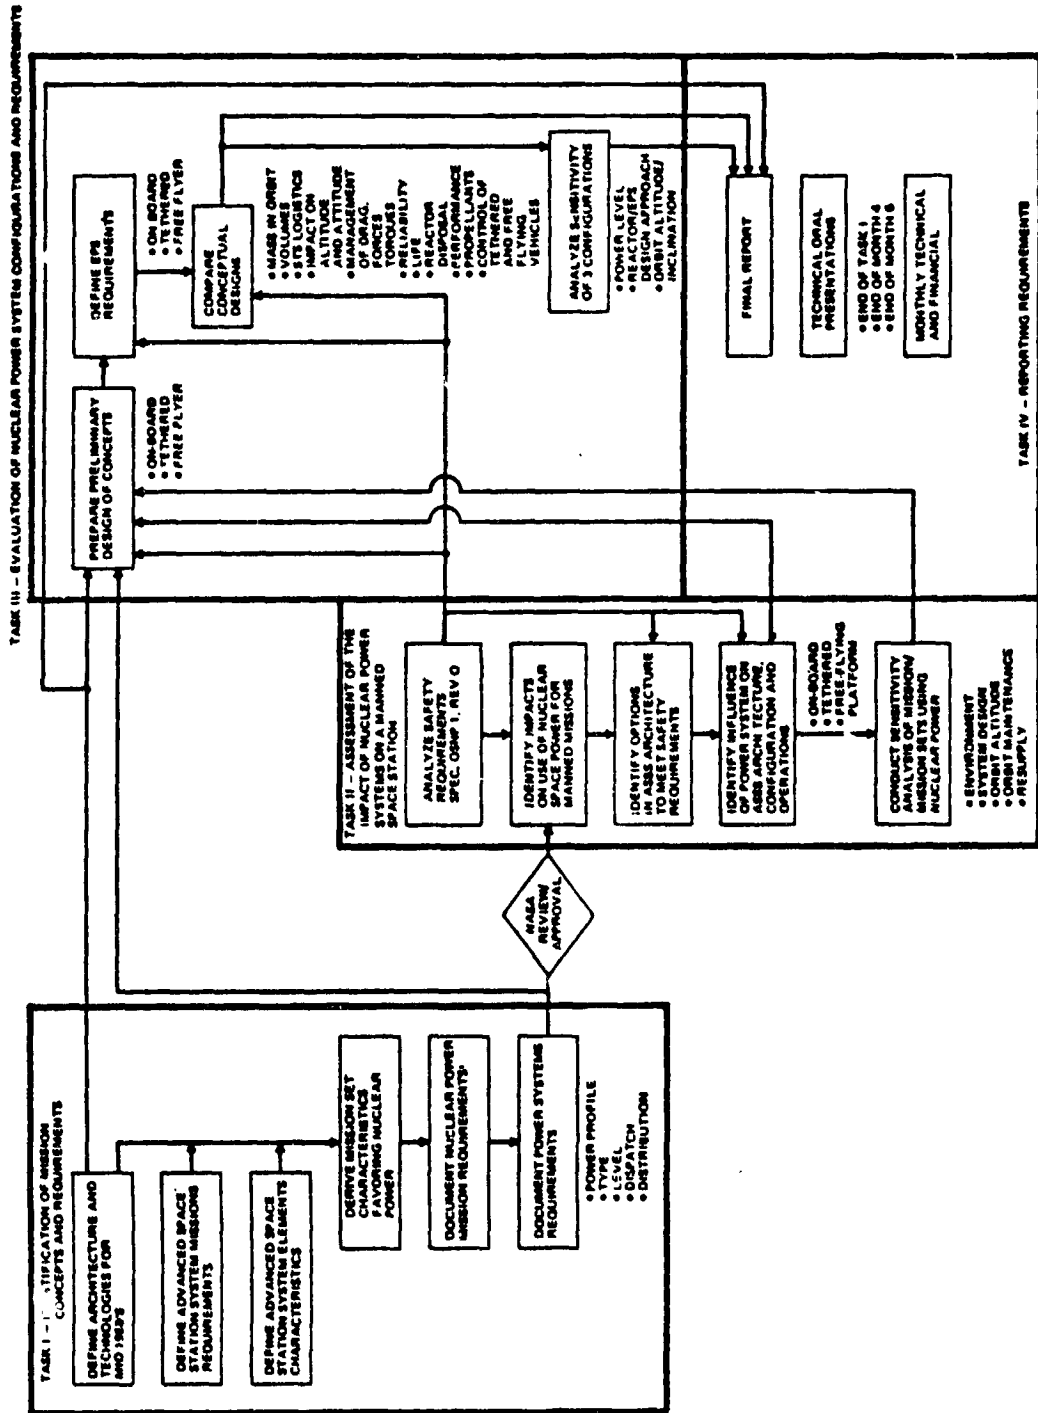 TASK I –
CONCEPTS AND REQUIREMENTS
DEFINE ARCHITECTURE AND
TECHNOLOGIES FOR
MID
DEFINE ADVANCED SPACE
STATION SYSTEM MISSIONS
REQUIREMENTS
DEFINE ADVANCED SPACE
STATION SYSTEM ELEMENTS
CHARACTERISTICS
DERIVE MISSION SET
CHARACTERISTICS
FAVORING NUCLEAR
POWER
DOCUMENT NUCLEAR POWER
MISSION REQUIREMENTS
DOCUMENT POWER SYSTEMS
REQUIREMENTS
• POWER PROFILE
• TYPE
• LEVEL
• DISPATCH
• DISTRIBUTION
NASA
REVIEW/
APPROVAL
TASK II – ASSESSMENT OF THE
IMPACT OF NUCLEAR POWER
SYSTEMS ON A MANNED
SPACE STATION
ANALYZE SAFETY
REQUIREMENTS
SPEC. OSNP 1, REV O
IDENTIFY IMPACTS
ON USE OF NUCLEAR
SPACE POWER FOR
MANNED MISSIONS
IDENTIFY OPTIONS
IN ASSS ARCHITECTURE
TO MEET SAFETY
REQUIREMENTS
IDENTIFY INFLUENCE
OF POWER SYSTEM ON
ASSS ARCHITECTURE,
CONFIGURATION AND
OPERATIONS
• ON-BOARD
• TETHERED
• FREE-FLYING
PLATFORM
CONDUCT SENSITIVITY
ANALYSIS OF MISSION/
MISSION SETS USING
NUCLEAR POWER
• ENVIRONMENT
• SYSTEM DESIGN
• ORBIT ALTITUDE
• ORBIT MAINTENANCE
• RESUPPLY
TASK III – EVALUATION OF NUCLEAR POWER SYSTEM CONFIGURATIONS AND REQUIREMENTS
PREPARE PRELIMINARY
DESIGN OF CONCEPTS
• ON-BOARD
• TETHERED
• FREE FLYER
DEFINE EPS
REQUIREMENTS
• ON BOARD
• TETHERED
• FREE FLYER
COMPARE
CONCEPTUAL
DESIGNS
• MASS IN ORBIT
• VOLUMES
• STS LOGISTICS
• IMPACT ON
ALTITUDE
AND ATTITUDE
• MANAGEMENT
OF DRAG,
FORCES
TORQUES
• RELIABILITY
• LIFE
• REACTOR
DISPOSAL
• PERFORMANCE
• PROPELLANTS
• CONTROL OF
TETHERED
AND FREE
FLYING
VEHICLES
ANALYZE SENSITIVITY
OF 3 CONFIGURATIONS
• POWER LEVEL
• REACTOR/EPS
DESIGN APPROACH
• ORBIT ALTITUDE/
INCLINATION
FINAL REPORT
TECHNICAL ORAL
PRESENTATIONS
• END OF TASK I
• END OF MONTH 4
• END OF MONTH
MONTHLY TECHNICAL
AND FINANCIAL
TASK IV – REPORTING REQUIREMENTS